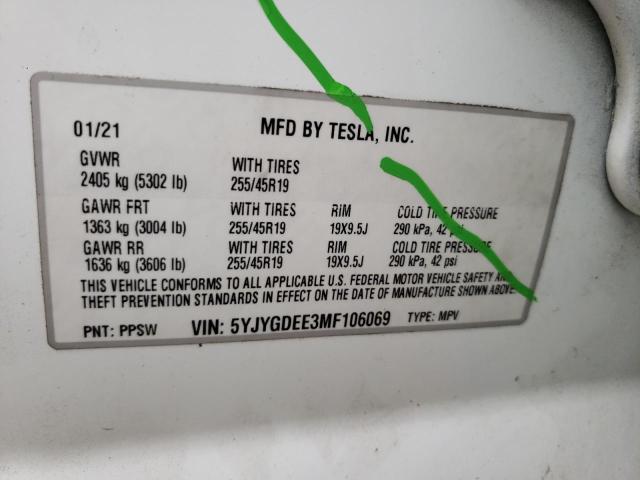 01/21 MFD BY TESLA, INC.
GVWR WITH TIRES
2405 kg (5302 lb) 255/45R19
GAWR FRT WITH TIRES RIM COLD TIRE PRESSURE
1363 kg (3004 lb) 255/45R19 19X9.5J 290 kPa, 42 psi
GAWR RR WITH TIRES RIM COLD TIRE PRESSURE
1636 kg (3606 lb) 255/45R19 19X9.5J 290 kPa, 42 psi
THIS VEHICLE CONFORMS TO ALL APPLICABLE U.S. FEDERAL MOTOR VEHICLE SAFETY AND
THEFT PREVENTION STANDARDS IN EFFECT ON THE DATE OF MANUFACTURE SHOWN ABOVE.
PNT: PPSW VIN: 5YJYGDEE3MF106069 TYPE: MPV